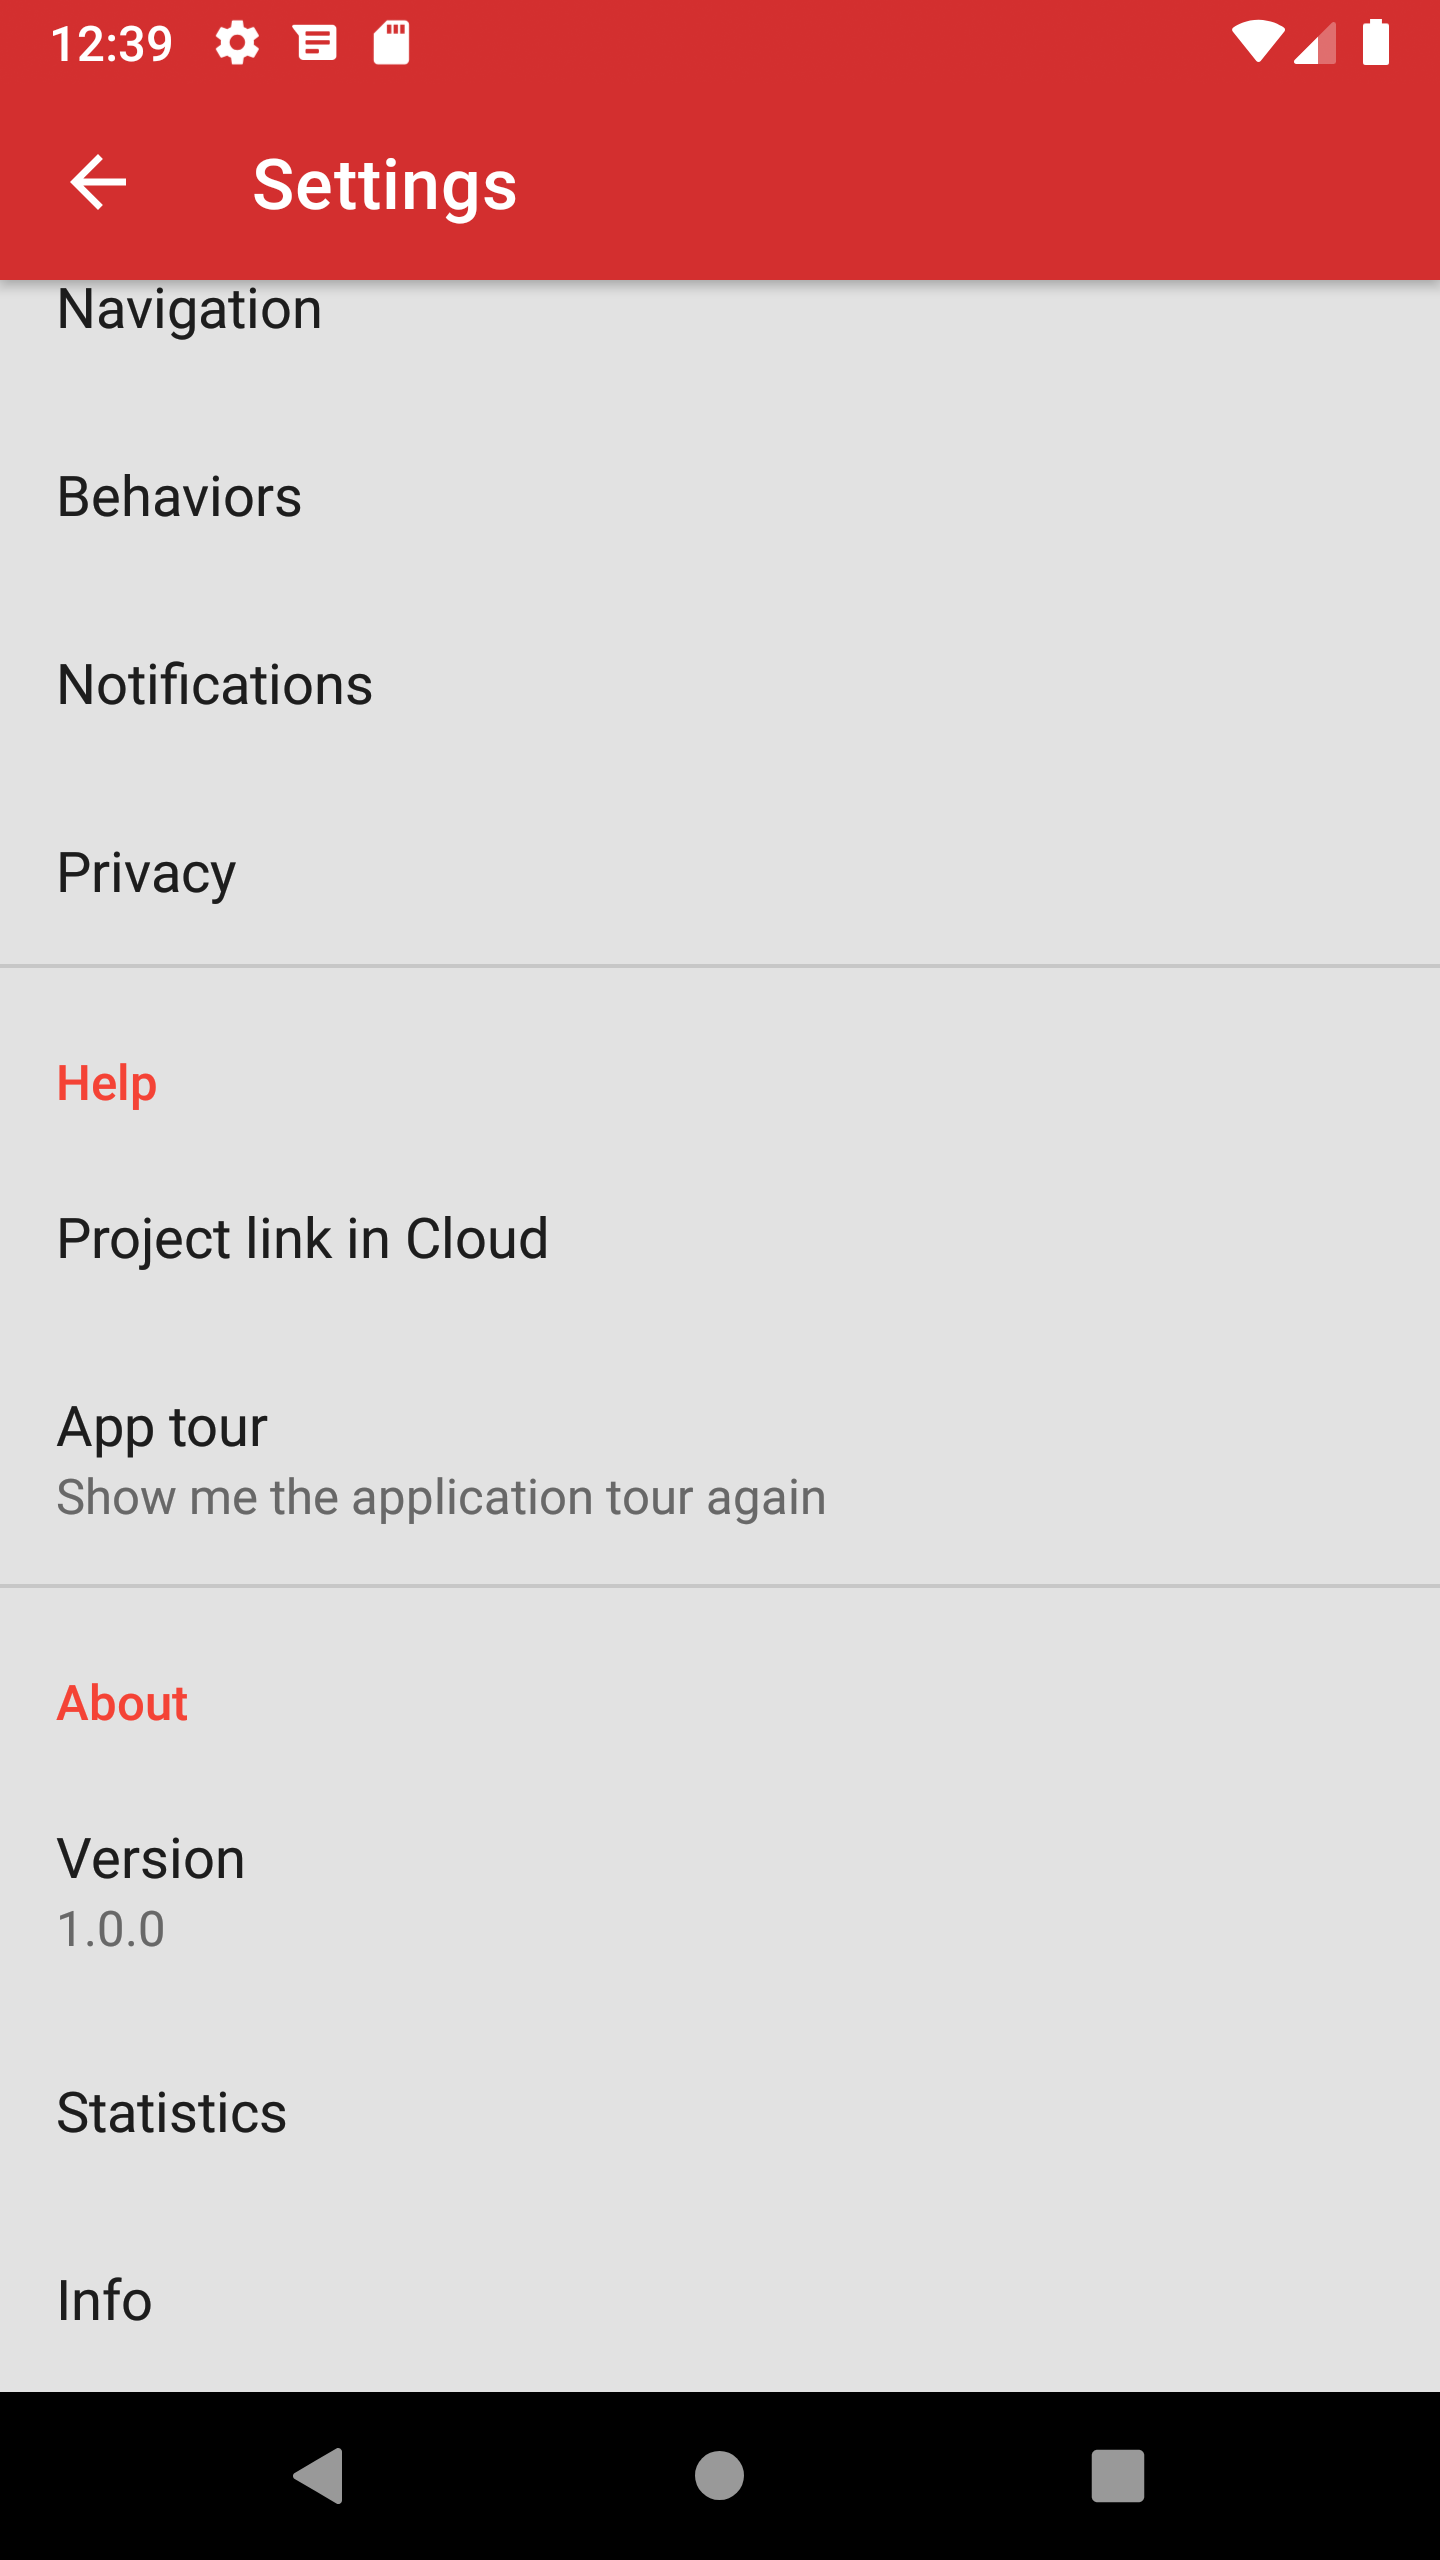 12:39
Settings
Navigation
Behaviors
Notifications
Privacy
Help
Project link in Cloud
App tour
Show me the application tour again
About
Version
1.0.0
Statistics
Info